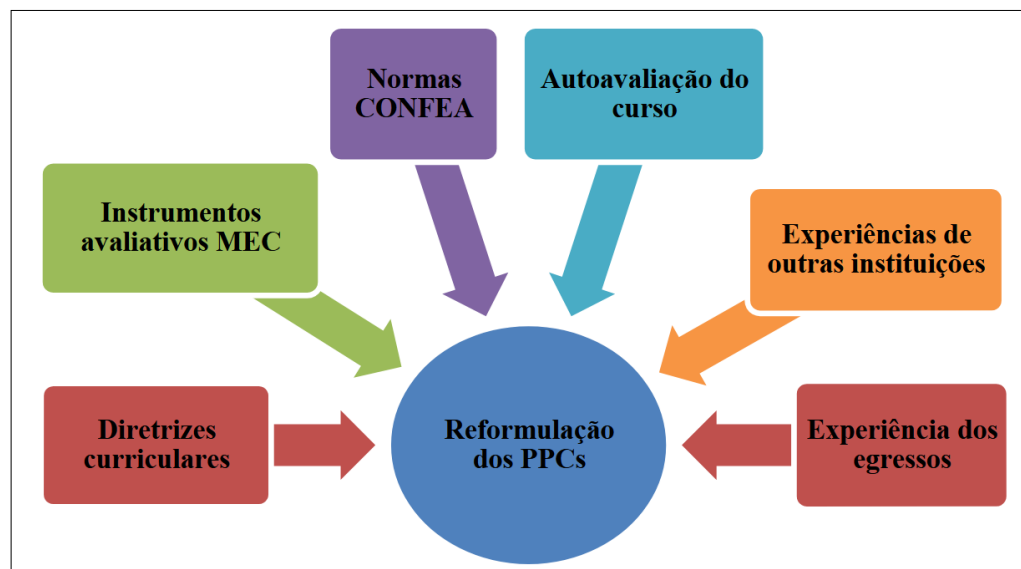 Normas
CONFEA
Autoavaliação do
curso
Instrumentos
avaliativos MEC
Experiências de
outras instituições
Diretrizes
curriculares
Reformulação
dos PPCs
Experiência dos
egressos